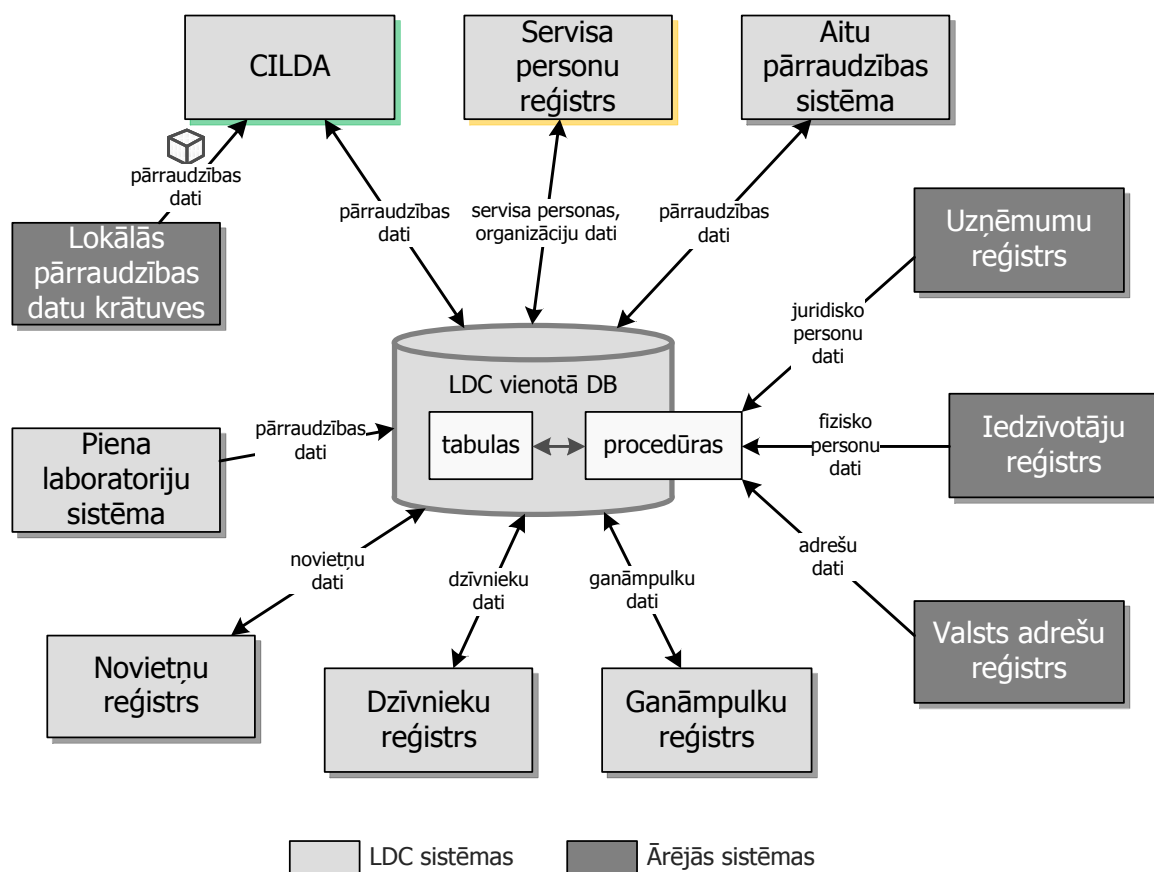 CILDA
Servisa
personu
reģistrs
Aitu
pārraudzības
sistēma
pārraudzības
dati
Lokālās
pārraudzības
datu krātuves
pārraudzības
dati
servisa personas,
organizāciju dati
pārraudzības
dati
Uzņēmumu
reģistrs
juridisko
personu
dati
LDC vienotā DB
tabulas
procedūras
fizisko
personu
dati
Iedzīvotāju
reģistrs
Piena
laboratoriju
sistēma
pārraudzības
dati
novietņu
dati
dzīvnieku
dati
ganāmpulku
dati
adrešu
dati
Valsts adrešu
reģistrs
Novietņu
reģistrs
Dzīvnieku
reģistrs
Ganāmpulku
reģistrs
LDC sistēmas
Ārējās sistēmas